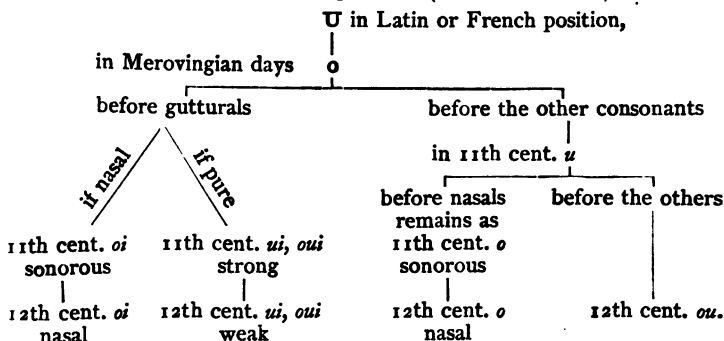 Ŭ in Latin or French position,
in Merovingian days o
before gutturals before the other consonants
in 11th cent. u
if nasal if pure
before nasals before the others
remains as
11th cent. oi 11th cent. ui, oui 11th cent. o
sonorous strong sonorous
12th cent. oi 12th cent. ui, oui 12th cent. o 12th cent. ou.
nasal weak nasal